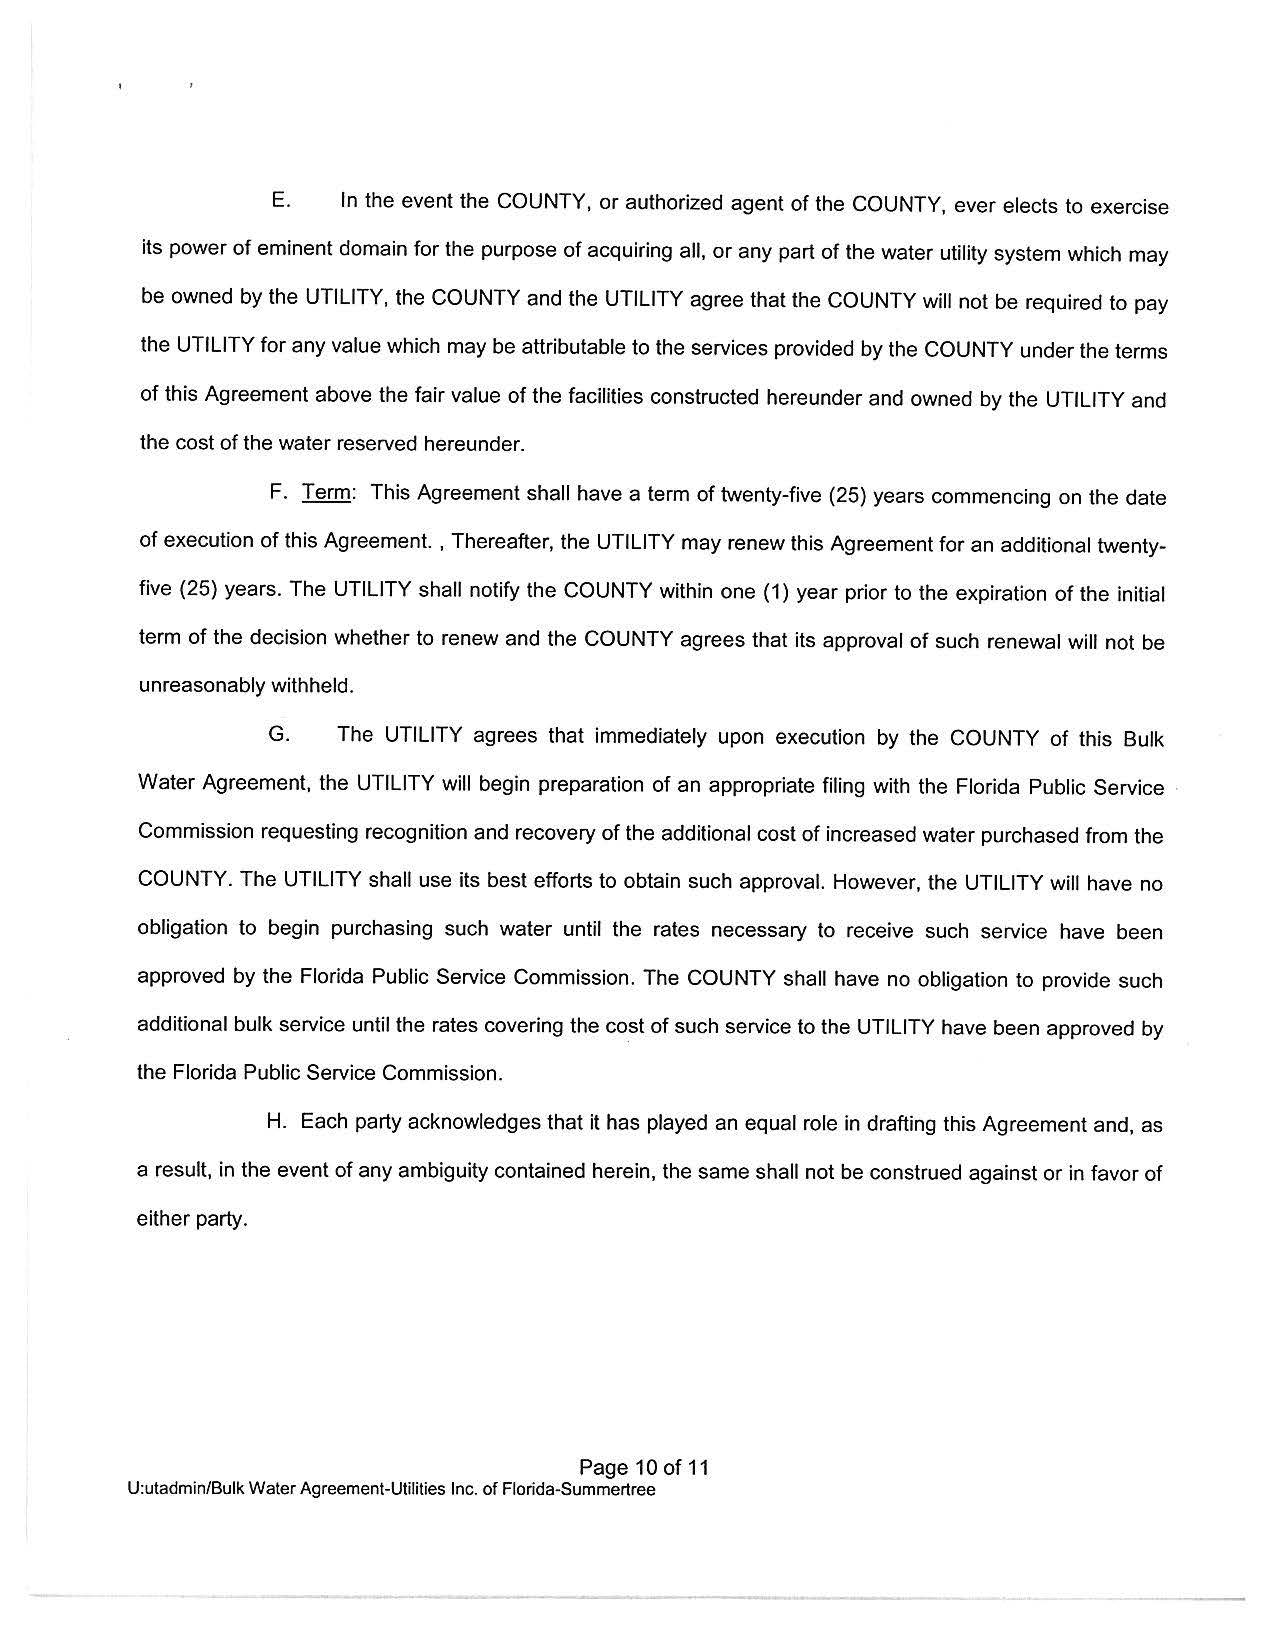 E. In the event the COUNTY, or authorized agent of the COUNTY, ever elects to exercise
its power of eminent domain for the purpose of acquiring all, or any part of the water utility system which may
be owned by the UTILITY, the COUNTY and the UTILITY agree that the COUNTY will not be required to pay
the UTILITY for any value which may be attributable to the services provided by the COUNTY under the terms
of this Agreement above the fair value of the facilities constructed hereunder and owned by the UTILITY and
the cost of the water reserved hereunder.
F. Term: This Agreement shall have a term of twenty-five (25) years commencing on the date
of execution of this Agreement. , Thereafter, the UTILITY may renew this Agreement for an additional twenty-
five (25) years. The UTILITY shall notify the COUNTY within one (1) year prior to the expiration of the initial
term of the decision whether to renew and the COUNTY agrees that its approval of such renewal will not be
unreasonably withheld.
G. The UTILITY agrees that immediately upon execution by the COUNTY of this Bulk
Water Agreement, the UTILITY will begin preparation of an appropriate filing with the Florida Public Service
Commission requesting recognition and recovery of the additional cost of increased water purchased from the
COUNTY. The UTILITY shall use its best efforts to obtain such approval. However, the UTILITY will have no
obligation to begin purchasing such water until the rates necessary to receive such service have been
approved by the Florida Public Service Commission. The COUNTY shall have no obligation to provide such
additional bulk service until the rates covering the cost of such service to the UTILITY have been approved by
the Florida Public Service Commission.
H. Each party acknowledges that it has played an equal role in drafting this Agreement and, as
a result, in the event of any ambiguity contained herein, the same shall not be construed against or in favor of
either party.
Page 10 of 11
U:utadmin/Bulk Water Agreement-Utilities Inc. of Florida-Summertree